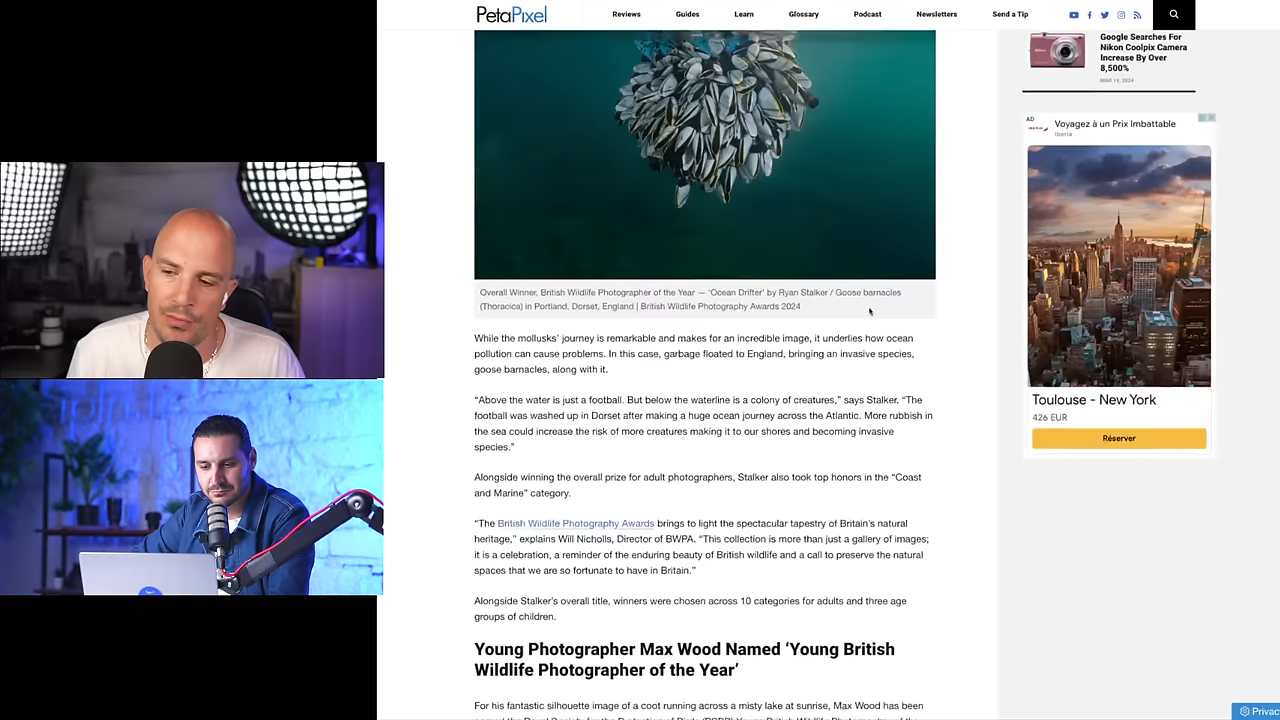 PetaPixel
Reviews
Guides
Learn
Glossary
Podcast
Newsletters
Send a Tip
Google Searches For
Nikon Coolpix Camera
Increase By Over
8,500%
MAR 19, 2024
AD
Voyagez à un Prix Imbattable
Iberia
Toulouse - New York
426 EUR
Réserver
Overall Winner, British Wildlife Photographer of the Year — ‘Ocean Drifter’ by Ryan Stalker / Goose barnacles
(Thoracica) in Portland, Dorset, England | British Wildlife Photography Awards 2024
While the mollusks’ journey is remarkable and makes for an incredible image, it underlies how ocean
pollution can cause problems. In this case, garbage floated to England, bringing an invasive species,
goose barnacles, along with it.
“Above the water is just a football. But below the waterline is a colony of creatures,” says Stalker. “The
football was washed up in Dorset after making a huge ocean journey across the Atlantic. More rubbish in
the sea could increase the risk of more creatures making it to our shores and becoming invasive
species.”
Alongside winning the overall prize for adult photographers, Stalker also took top honors in the “Coast
and Marine” category.
“The British Wildlife Photography Awards brings to light the spectacular tapestry of Britain’s natural
heritage,” explains Will Nicholls, Director of BWPA. “This collection is more than just a gallery of images;
it is a celebration, a reminder of the enduring beauty of British wildlife and a call to preserve the natural
spaces that we are so fortunate to have in Britain.”
Alongside Stalker’s overall title, winners were chosen across 10 categories for adults and three age
groups of children.
Young Photographer Max Wood Named ‘Young British
Wildlife Photographer of the Year’
For his fantastic silhouette image of a coot running across a misty lake at sunrise, Max Wood has been
Privac